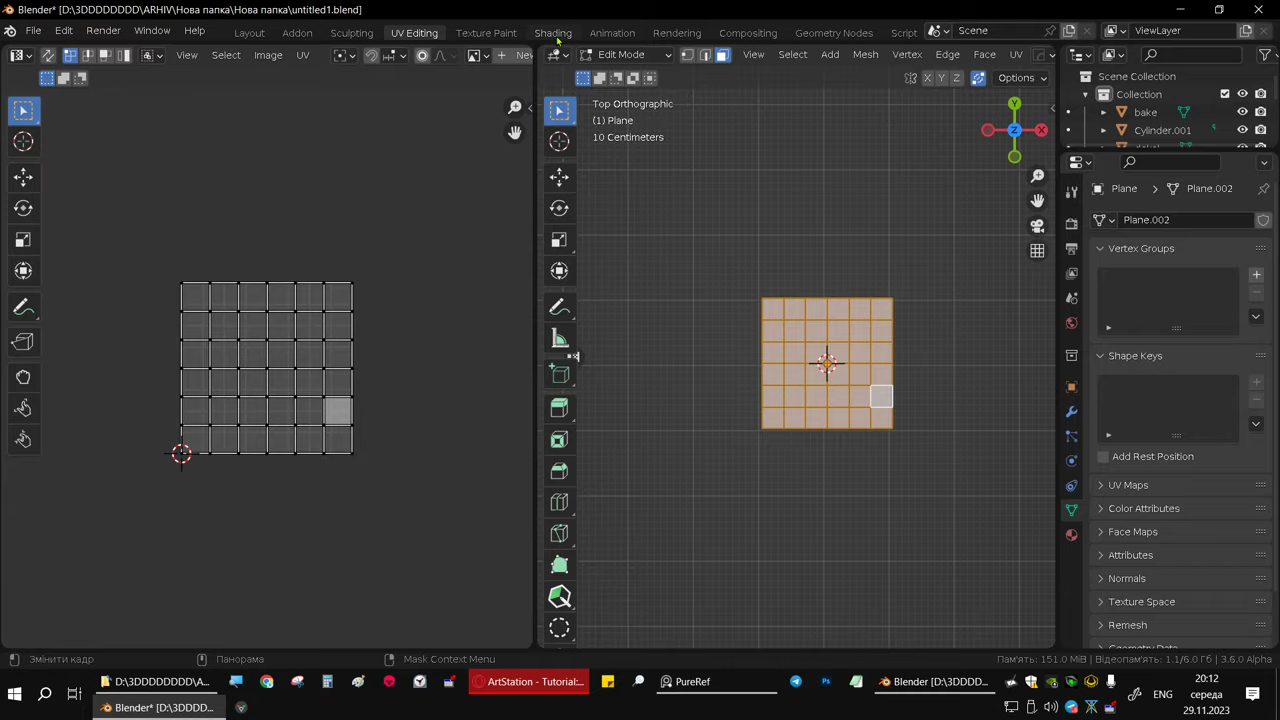 Blender* [D:\3DDDDDDDD\ARHIV\Нова папка\Нова папка\untitled1.blend]
File Edit Render Window Help Layout Addon Sculpting UV Editing Texture Paint Shading Animation Rendering Compositing Geometry Nodes Script Scene ViewLayer
View Select Image UV New Edit Mode View Select Add Mesh Vertex Edge Face UV
X Y Z Options
Scene Collection
Collection
bake
Cylinder.001
Top Orthographic
(1) Plane
10 Centimeters
Y
Z X
Plane Plane.002
Plane.002
Vertex Groups
Shape Keys
Add Rest Position
UV Maps
Color Attributes
Face Maps
Attributes
Normals
Texture Space
Remesh
Змінити кадр Панорама Mask Context Menu Пам'ять: 151.0 MiB | Відеопам'ять: 1.1/6.0 Гб | 3.6.0 Alpha
D:\3DDDDDDDD\A... ArtStation - Tutorial:... PureRef Ps Blender [D:\3DDDD... ENG 20:12
середа
Blender* [D:\3DDDD... 29.11.2023